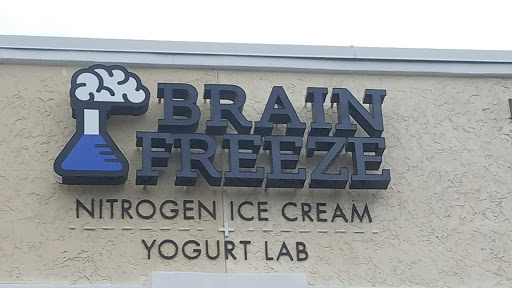 BRAIN
FREEZE
NITROGEN ICE CREAM
+
YOGURT LAB